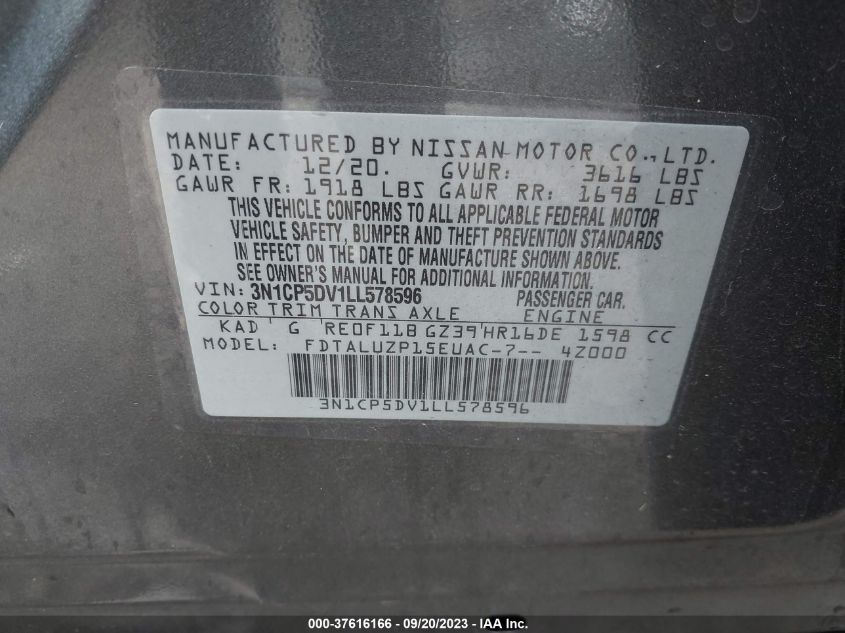 MANUFACTURED BY NISSAN MOTOR CO., LTD.
DATE: 12/20. GVWR: 3616 LBS
GAWR FR: 1918 LBS GAWR RR: 1698 LBS
THIS VEHICLE CONFORMS TO ALL APPLICABLE FEDERAL MOTOR
VEHICLE SAFETY, BUMPER AND THEFT PREVENTION STANDARDS
IN EFFECT ON THE DATE OF MANUFACTURE SHOWN ABOVE.
SEE OWNER'S MANUAL FOR ADDITIONAL INFORMATION.
VIN: 3N1CP5DV1LL578596 PASSENGER CAR.
COLOR TRIM TRANS AXLE ENGINE
KAD G RE0F11B GZ39 HR16DE 1598 CC
MODEL: FDTALUZP15EUAC-7-- 4Z000
3N1CP5DV1LL578596
000-37616166 - 09/20/2023 - IAA Inc.